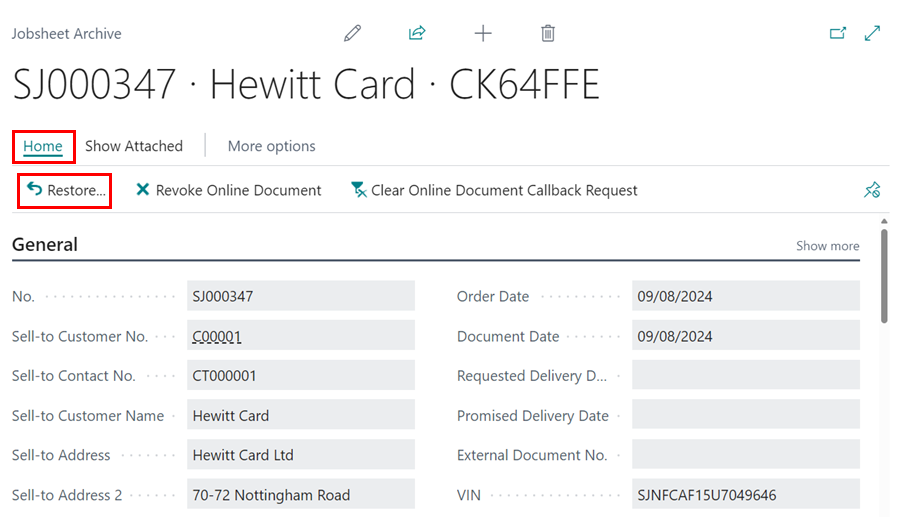 Jobsheet Archive
SJ000347 · Hewitt Card · CK64FFE
Home Show Attached More options
Restore... Revoke Online Document Clear Online Document Callback Request
General Show more
No. SJ000347 Order Date 09/08/2024
Sell-to Customer No. C00001 Document Date 09/08/2024
Sell-to Contact No. CT000001 Requested Delivery D...
Sell-to Customer Name Hewitt Card Promised Delivery Date
Sell-to Address Hewitt Card Ltd External Document No.
Sell-to Address 2 70-72 Nottingham Road VIN SJNFCAF15U7049646